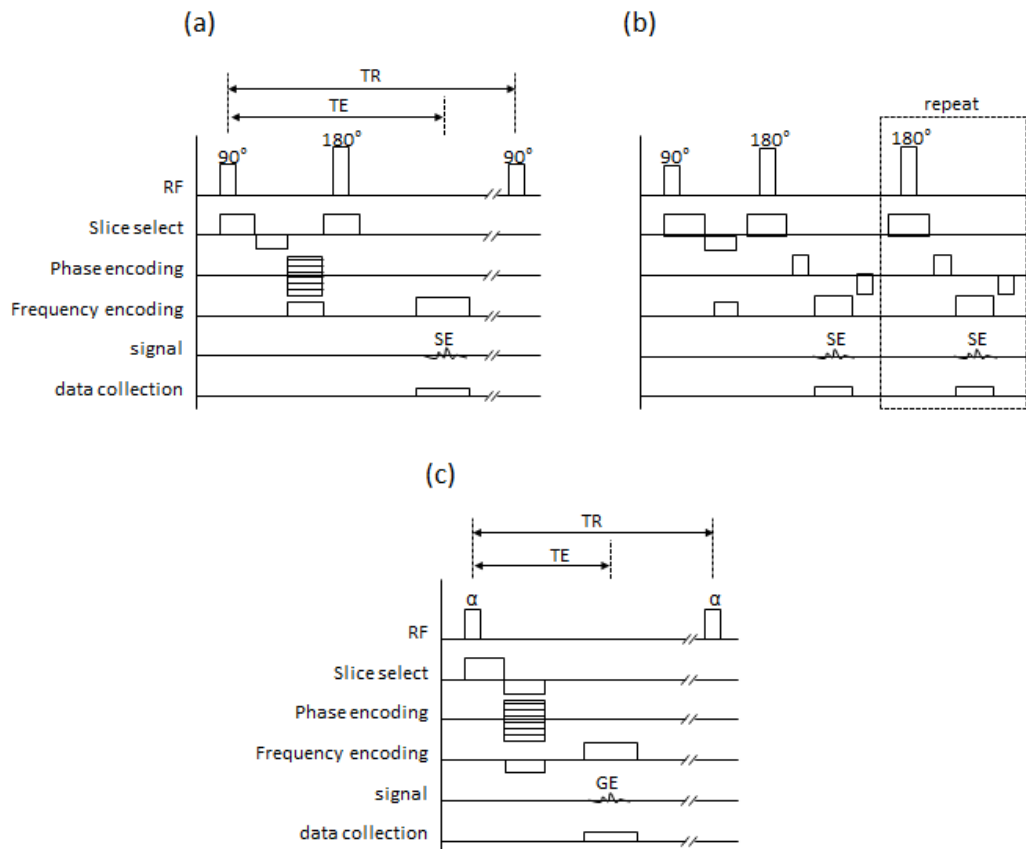 (a)
TR
TE
90°
180°
90°
RF
Slice select
Phase encoding
Frequency encoding
SE
signal
data collection
(b)
repeat
90°
180°
180°
SE
SE
(c)
TR
TE
α
α
RF
Slice select
Phase encoding
Frequency encoding
GE
signal
data collection